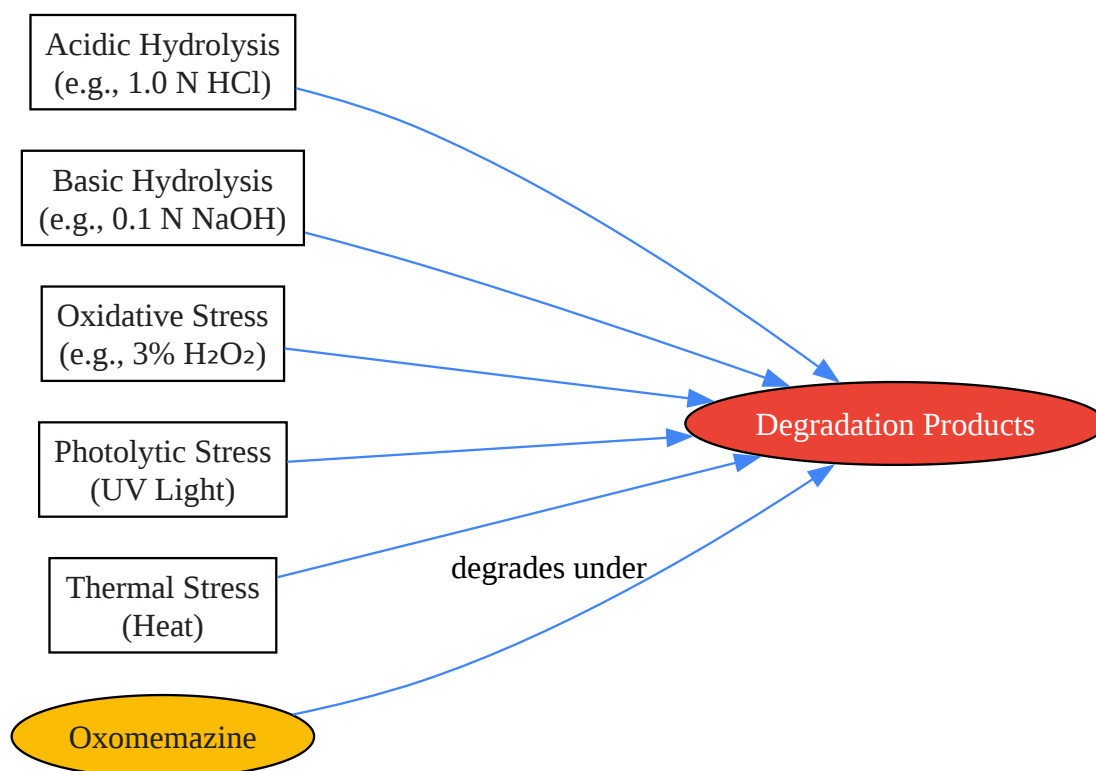 Acidic Hydrolysis
(e.g., 1.0 N HCl)
Basic Hydrolysis
(e.g., 0.1 N NaOH)
Oxidative Stress
(e.g., 3% H₂O₂)
Photolytic Stress
(UV Light)
Thermal Stress
(Heat)
Oxomemazine
degrades under
Degradation Products